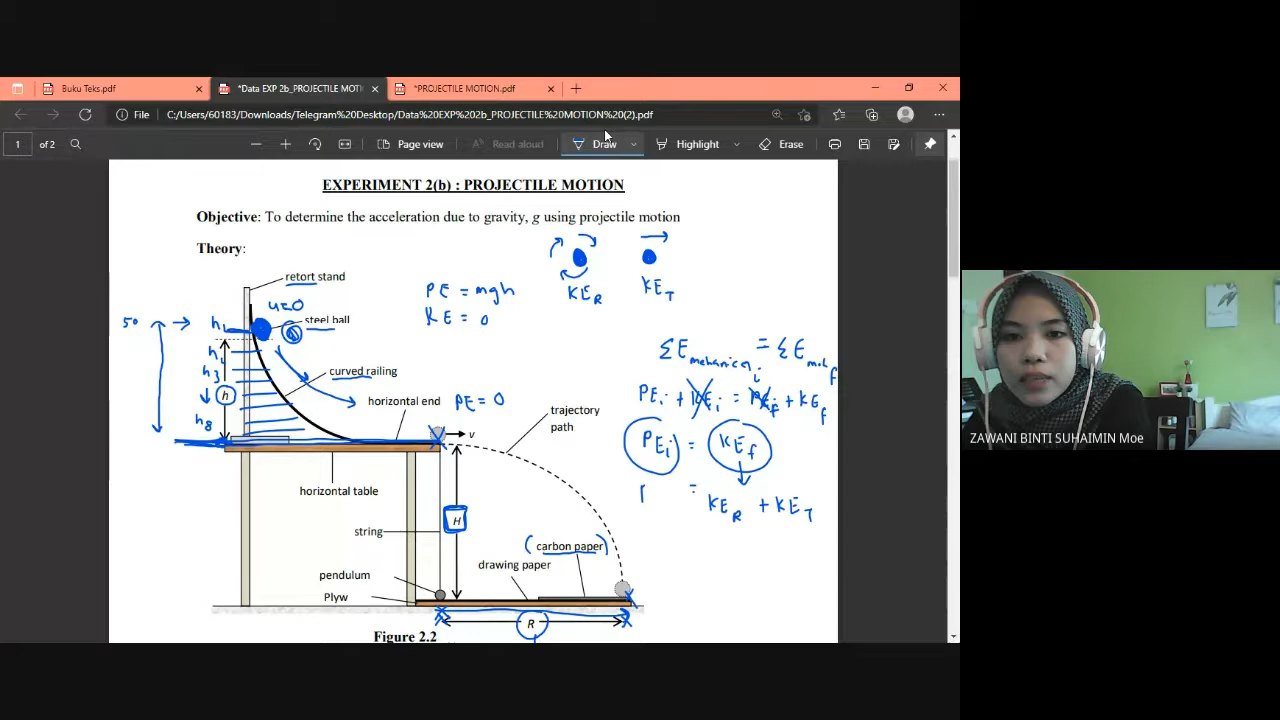 Buku Teks.pdf
*Data EXP 2b_PROJECTILE MOTI
*PROJECTILE MOTION.pdf
File
C:/Users/60183/Downloads/Telegram%20Desktop/Data%20EXP%202b_PROJECTILE%20MOTION%20(2).pdf
1 of 2
Page view
Read aloud
Draw
Highlight
Erase
EXPERIMENT 2(b) : PROJECTILE MOTION
Objective: To determine the acceleration due to gravity, g using projectile motion
Theory:
retort stand
u=0
steel ball
50
h1
h3
h
h8
curved railing
horizontal end
v
trajectory path
horizontal table
H
string
pendulum
Plyw
drawing paper
(carbon paper)
R
Figure 2.2
PE = mgh
KE = 0
PE = 0
KE_R
KE_T
ΣE mechanical i = ΣE mech f
PE_i + KE_i = PE_f + KE_f
PE_i = KE_f
= KE_R + KE_T
ZAWANI BINTI SUHAIMIN Moe